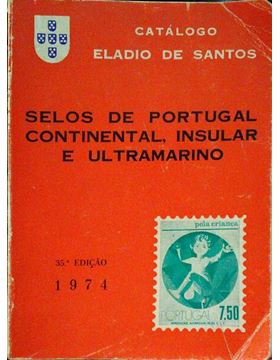 CATÁLOGO
ELADIO DE SANTOS
SELOS DE PORTUGAL
CONTINENTAL, INSULAR
E ULTRAMARINO
35.ª EDIÇÃO
1974
pela criança
PORTUGAL 7.50